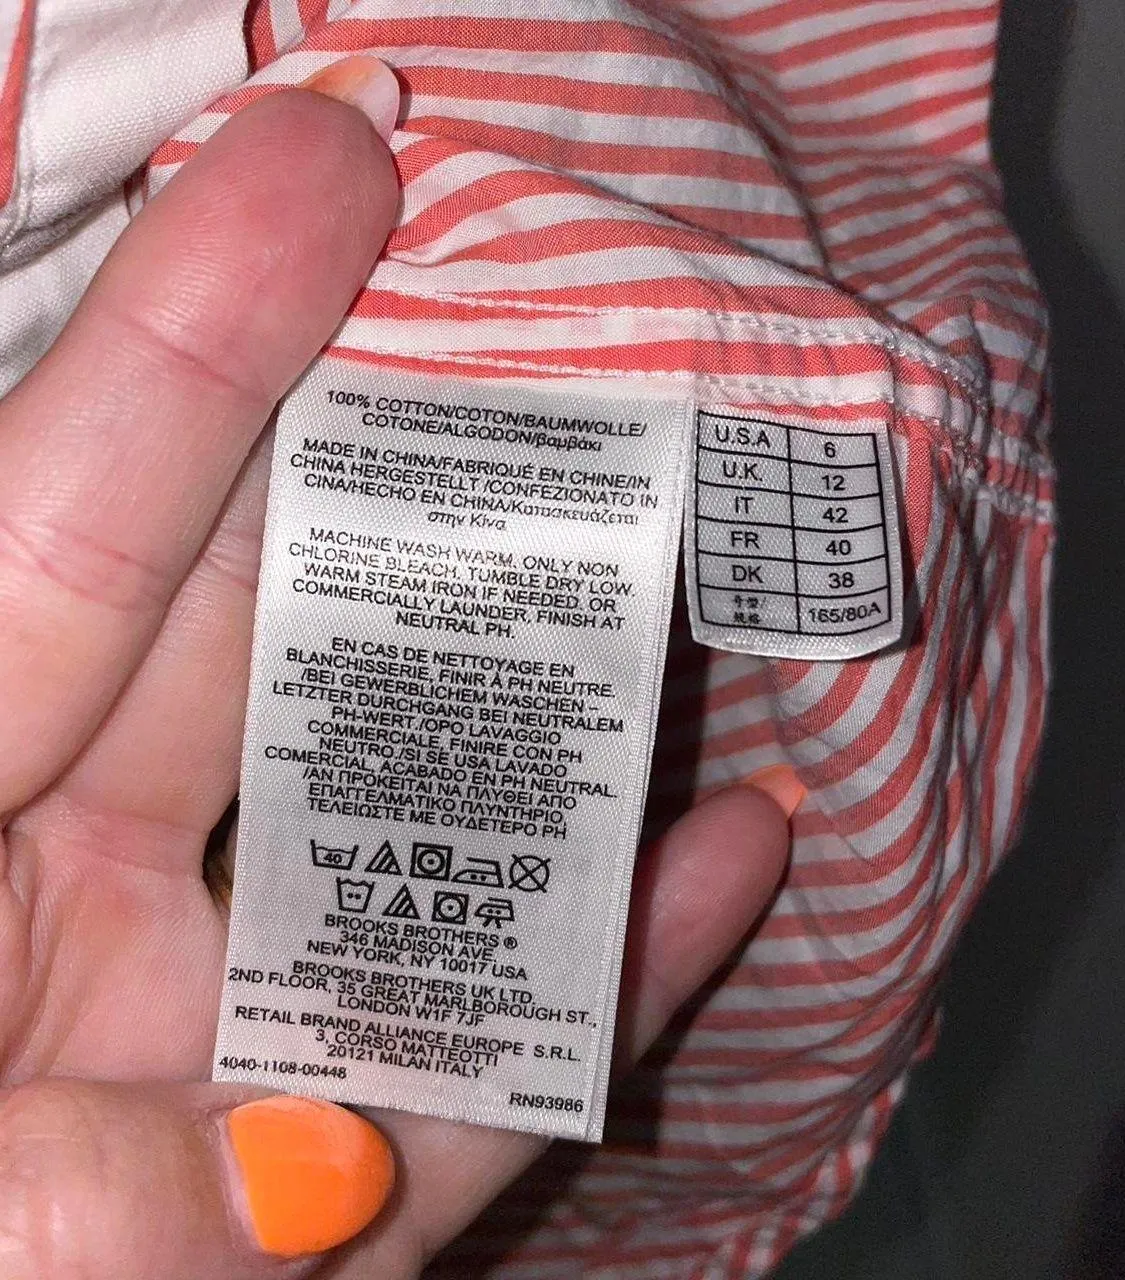 100% COTTON/COTON/BAUMWOLLE/
COTONE/ALGODON/βαμβάκι
MADE IN CHINA/FABRIQUÉ EN CHINE/IN
CHINA HERGESTELLT /CONFEZIONATO IN
CINA/HECHO EN CHINA/Κατασκευάζεται
στην Κίνα
MACHINE WASH WARM. ONLY NON
CHLORINE BLEACH. TUMBLE DRY LOW.
WARM STEAM IRON IF NEEDED. OR
COMMERCIALLY LAUNDER, FINISH AT
NEUTRAL PH.
EN CAS DE NETTOYAGE EN
BLANCHISSERIE, FINIR À PH NEUTRE.
/BEI GEWERBLICHEM WASCHEN –
LETZTER DURCHGANG BEI NEUTRALEM
PH-WERT /OPO LAVAGGIO
COMMERCIALE, FINIRE CON PH
NEUTRO /SI SE USA LAVADO
COMERCIAL, ACABADO EN PH NEUTRAL.
/ΑΝ ΠΡΟΚΕΙΤΑΙ ΝΑ ΠΛΥΘΕΙ ΑΠΟ
ΕΠΑΓΓΕΛΜΑΤΙΚΟ ΠΛΥΝΤΗΡΙΟ,
ΤΕΛΕΙΩΣΤΕ ΜΕ ΟΥΔΕΤΕΡΟ PH
40
BROOKS BROTHERS ®
346 MADISON AVE.
NEW YORK, NY 10017 USA
BROOKS BROTHERS UK LTD.
2ND FLOOR, 35 GREAT MARLBOROUGH ST.,
LONDON W1F 7JF
RETAIL BRAND ALLIANCE EUROPE S.R.L.
3, CORSO MATTEOTTI
20121 MILAN ITALY
4040-1108-00448
RN93986
U.S.A 6
U.K. 12
IT 42
FR 40
DK 38
165/80A